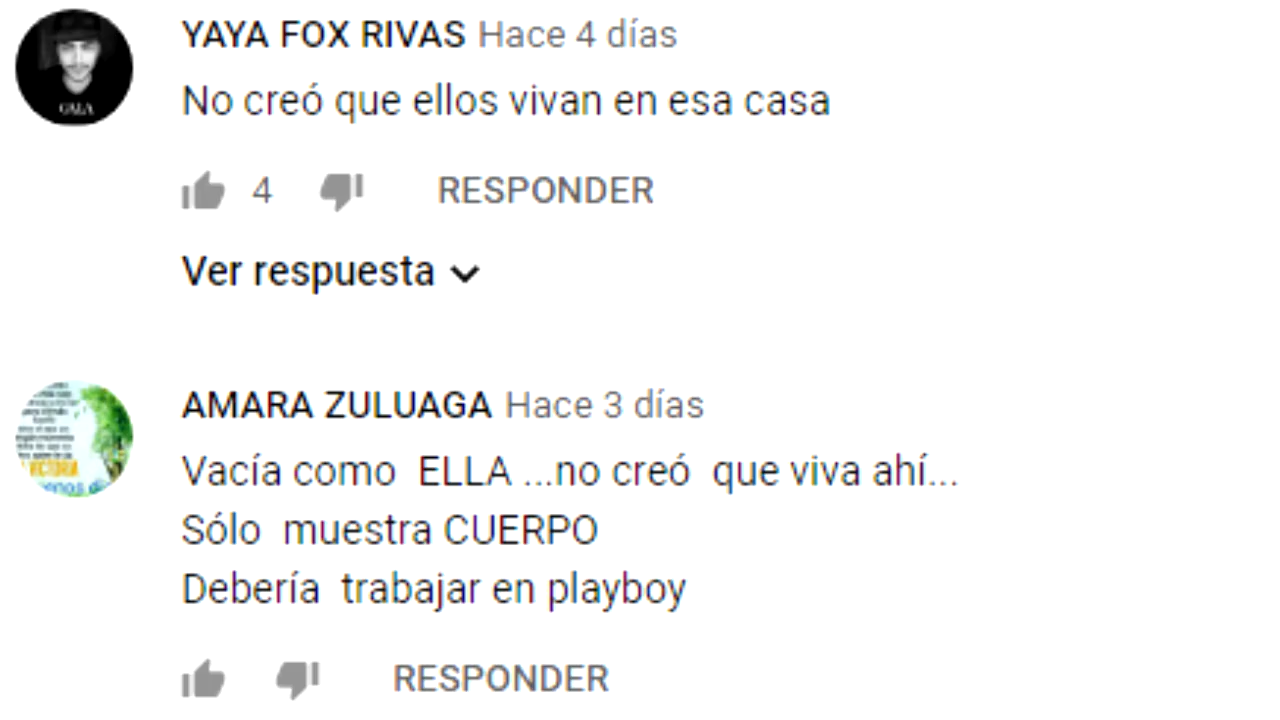 YAYA FOX RIVAS Hace 4 días
No creó que ellos vivan en esa casa
4 RESPONDER
Ver respuesta
AMARA ZULUAGA Hace 3 días
Vacía como  ELLA ...no creó  que viva ahí...
Sólo  muestra CUERPO
Debería  trabajar en playboy
RESPONDER